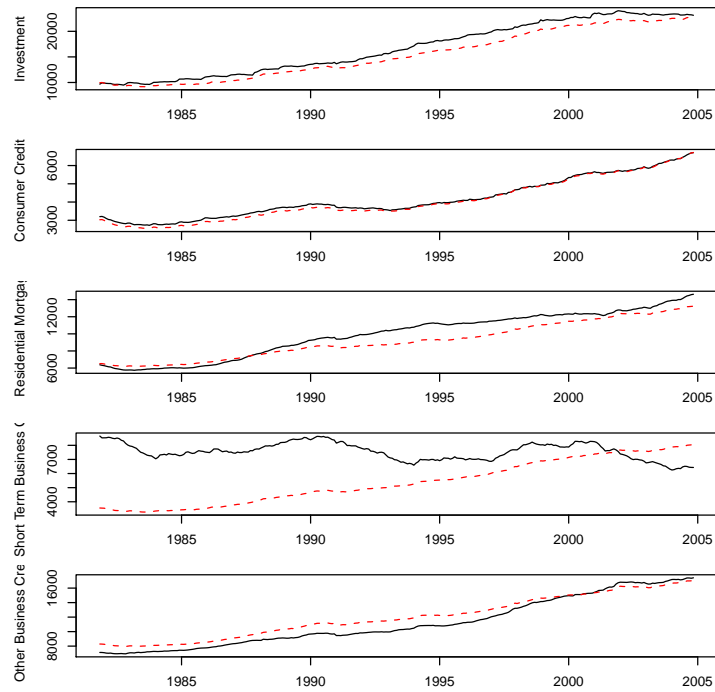 Investment
20000
10000
1985 1990 1995 2000 2005
Consumer Credit
6000
3000
1985 1990 1995 2000 2005
Residential Mortga
12000
6000
1985 1990 1995 2000 2005
Short Term Business C
7000
4000
1985 1990 1995 2000 2005
Other Business Cre
16000
8000
1985 1990 1995 2000 2005